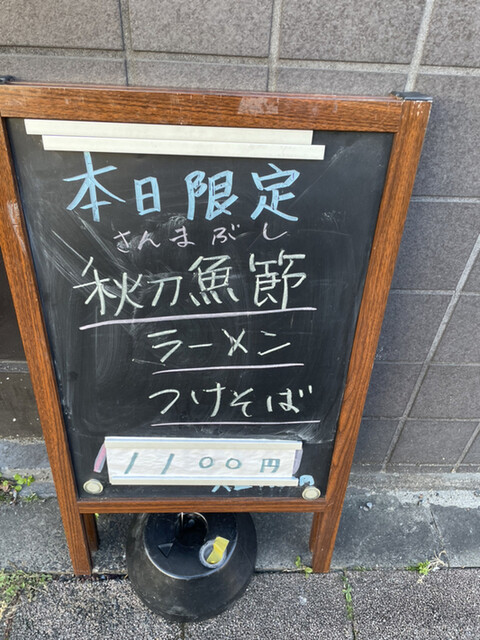 本日限定
さんまぶし
秋刀魚節
ラーメン
つけそば
1100円